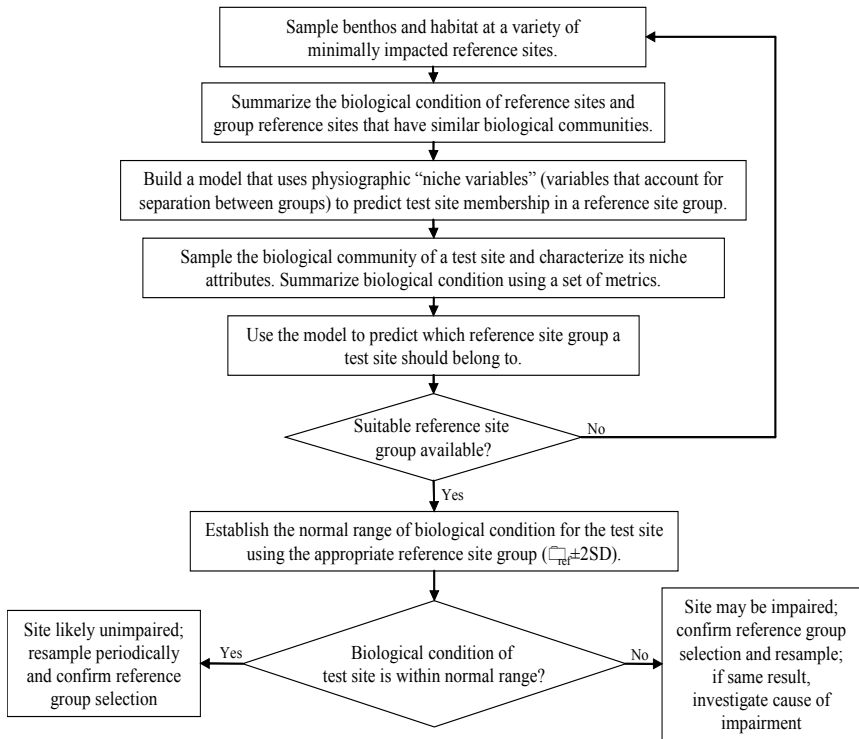 Sample benthos and habitat at a variety of
minimally impacted reference sites.
Summarize the biological condition of reference sites and
group reference sites that have similar biological communities.
Build a model that uses physiographic “niche variables” (variables that account for
separation between groups) to predict test site membership in a reference site group.
Sample the biological community of a test site and characterize its niche
attributes. Summarize biological condition using a set of metrics.
Use the model to predict which reference site group a
test site should belong to.
Suitable reference site
group available?
No
Yes
Establish the normal range of biological condition for the test site
using the appropriate reference site group (ref±2SD).
Biological condition of
test site is within normal range?
Yes
Site likely unimpaired;
resample periodically
and confirm reference
group selection
No
Site may be impaired;
confirm reference group
selection and resample;
if same result,
investigate cause of
impairment